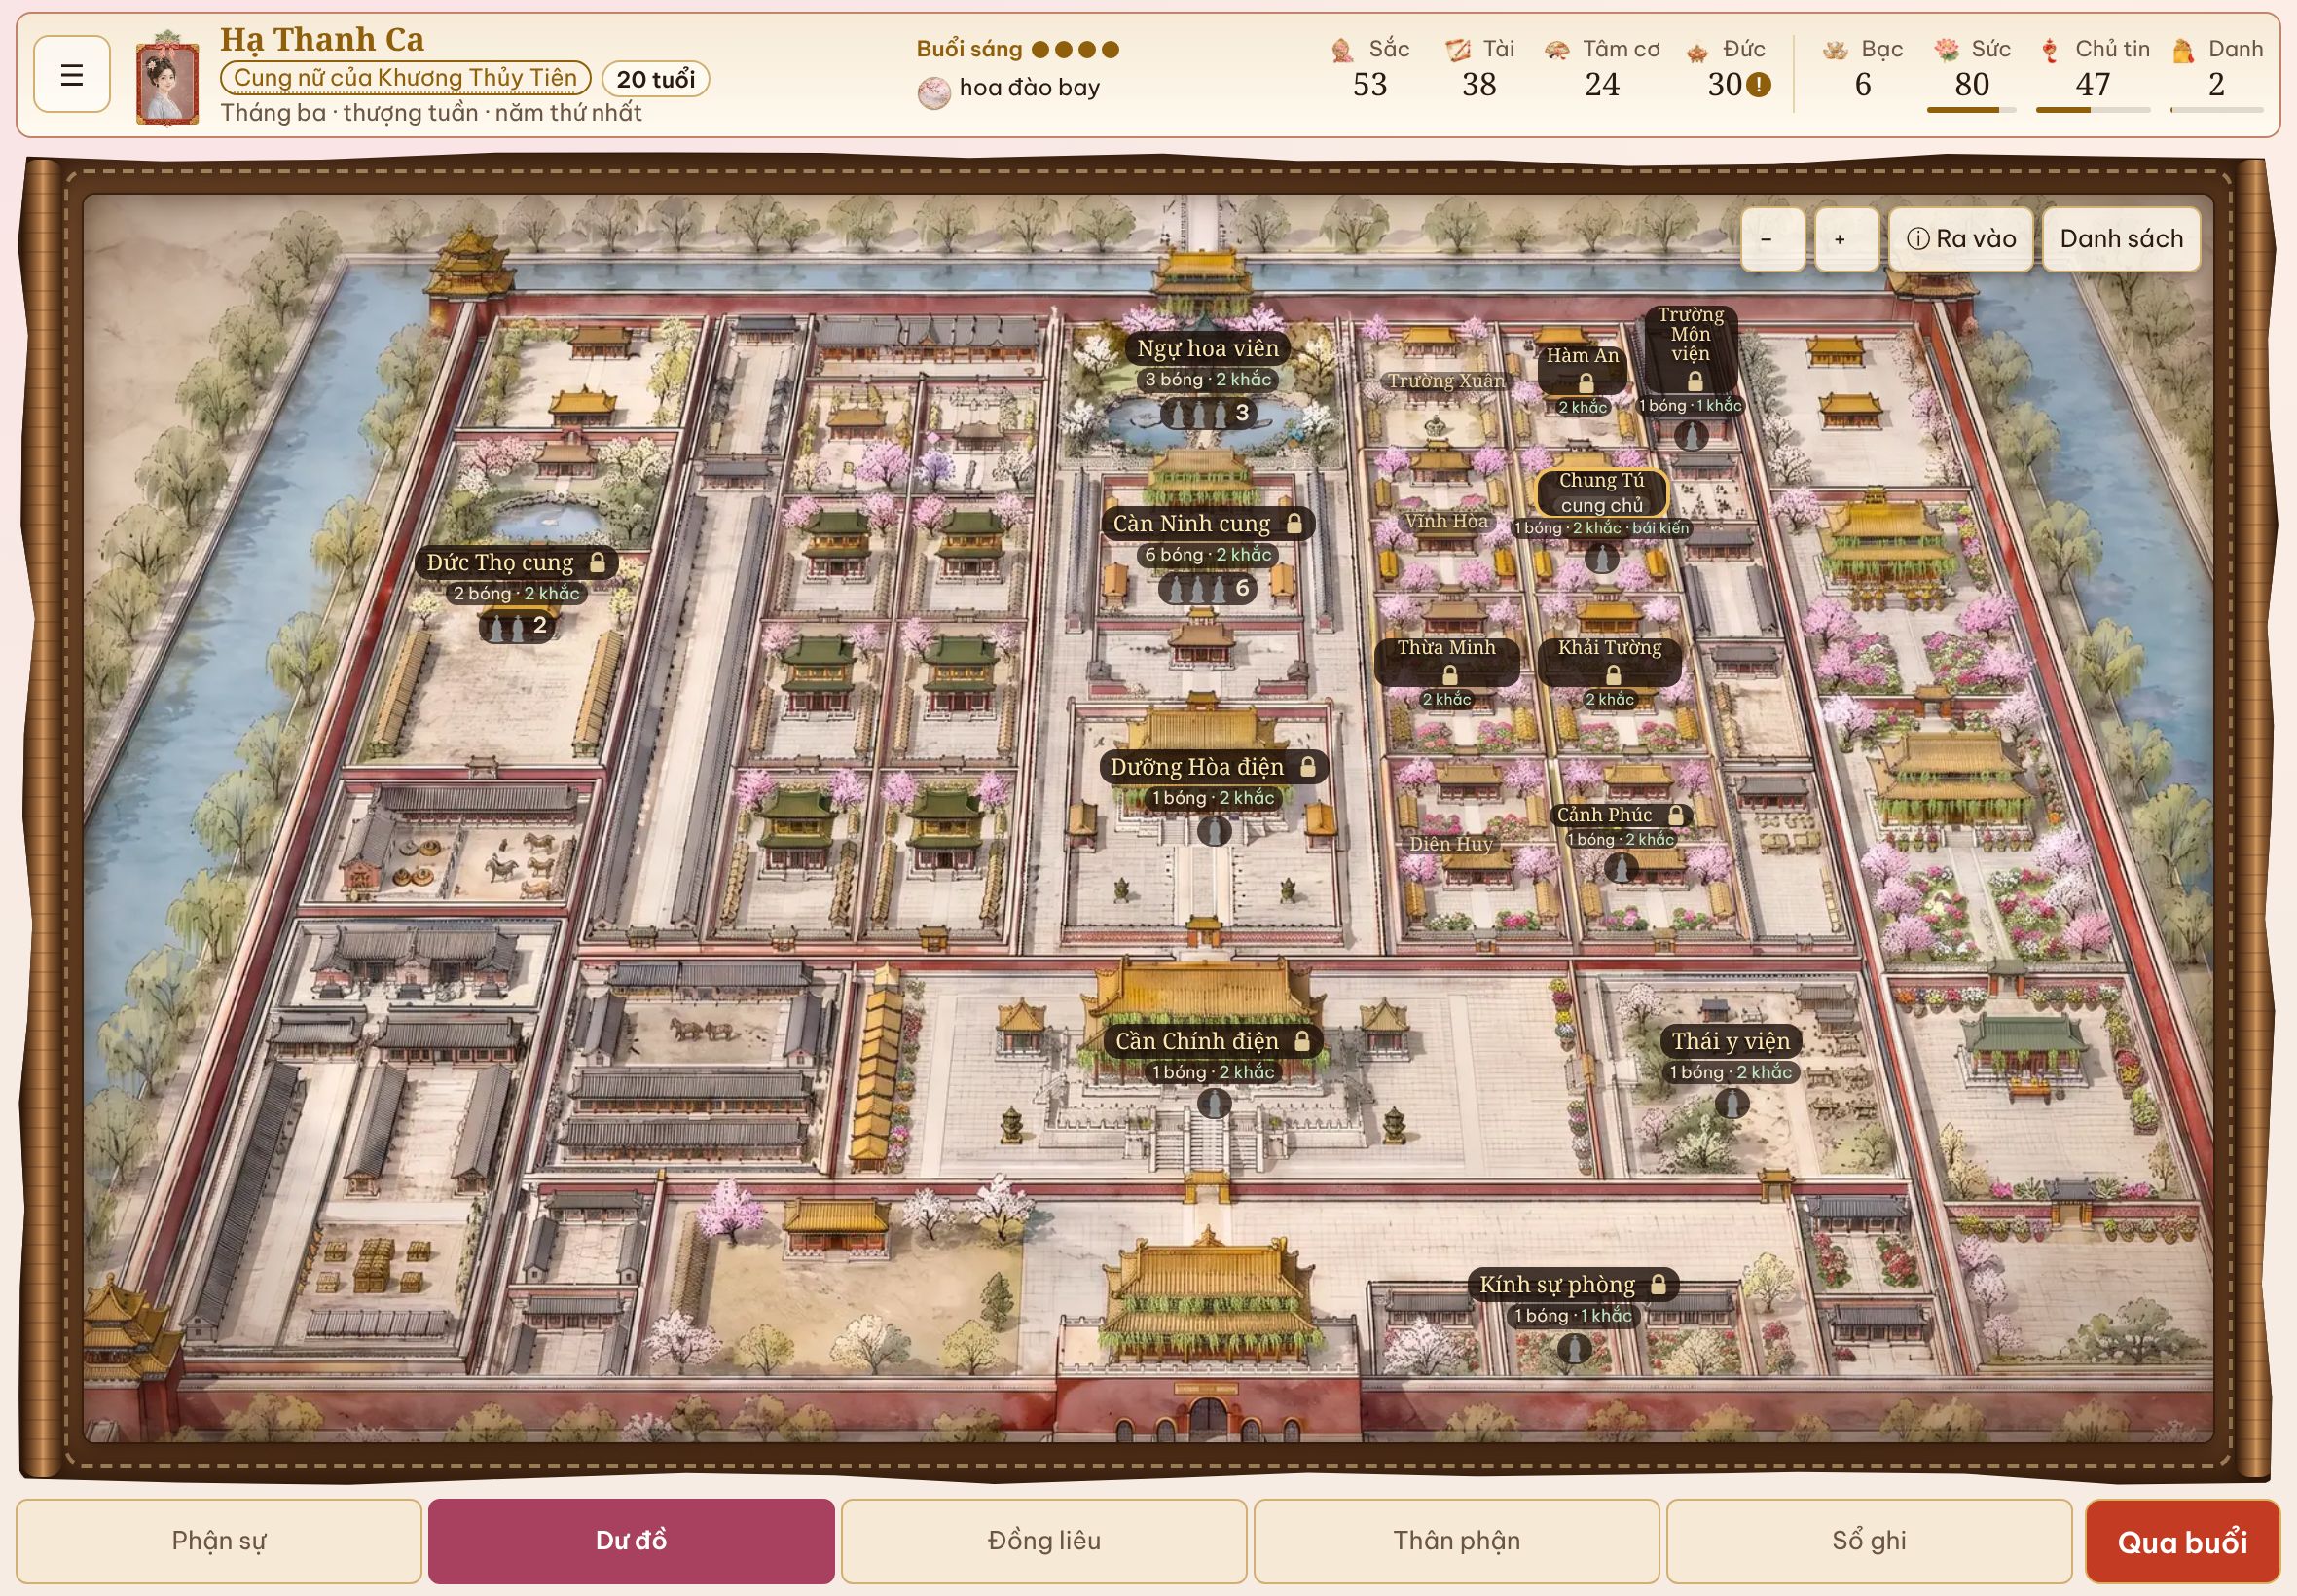 ☰
Hạ Thanh Ca
Cung nữ của Khương Thủy Tiên
20 tuổi
Tháng ba · thượng tuần · năm thứ nhất
Buổi sáng
hoa đào bay
Sắc
53
Tài
38
Tâm cơ
24
Đức
30 !
Bạc
6
Sức
80
Chủ tin
47
Danh
2
-
+
ⓘ Ra vào
Danh sách
Ngự hoa viên
3 bóng · 2 khắc
3
Trường Xuân
Hàm An
2 khắc
Trường
Môn
viện
1 bóng · 1 khắc
Chung Tú
cung chủ
1 bóng · 2 khắc · bái kiến
Vĩnh Hòa
Càn Ninh cung
6 bóng · 2 khắc
6
Đức Thọ cung
2 bóng · 2 khắc
2
Thừa Minh
2 khắc
Khải Tường
2 khắc
Dưỡng Hòa điện
1 bóng · 2 khắc
Cảnh Phúc
1 bóng · 2 khắc
Diên Huy
Cần Chính điện
1 bóng · 2 khắc
Thái y viện
1 bóng · 2 khắc
Kính sự phòng
1 bóng · 1 khắc
Phận sự
Dư đồ
Đồng liêu
Thân phận
Sổ ghi
Qua buổi